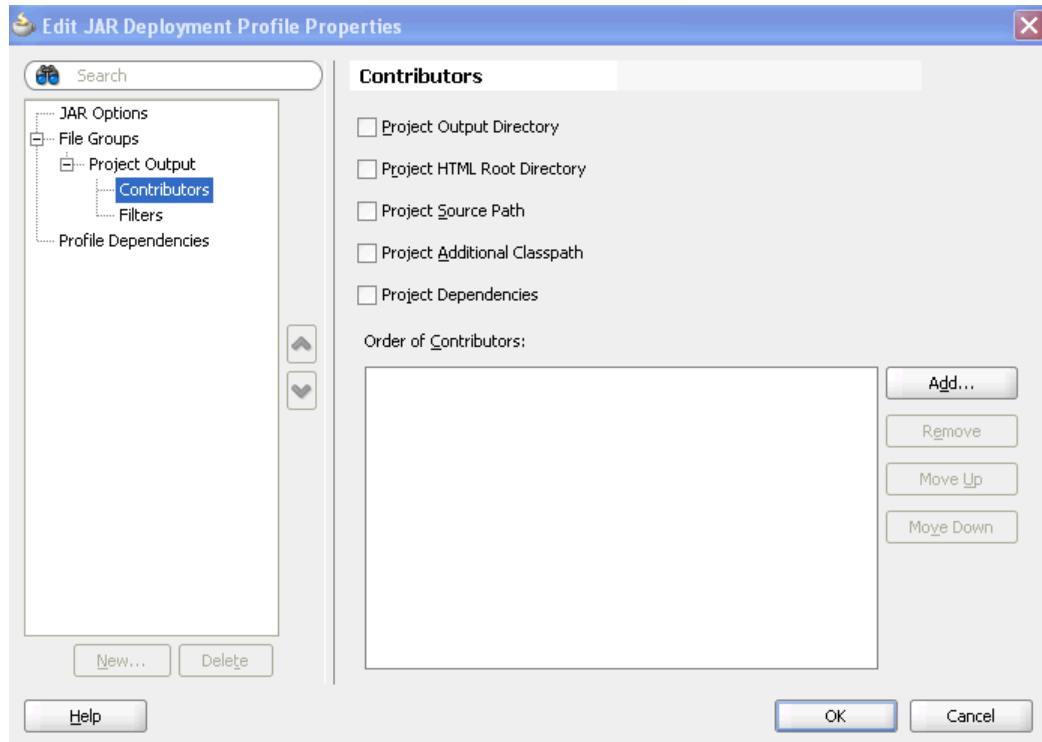 Edit JAR Deployment Profile Properties
Search
JAR Options
File Groups
Project Output
Contributors
Filters
Profile Dependencies
New...
Delete
Contributors
Project Output Directory
Project HTML Root Directory
Project Source Path
Project Additional Classpath
Project Dependencies
Order of Contributors:
Add...
Remove
Move Up
Move Down
Help
OK
Cancel